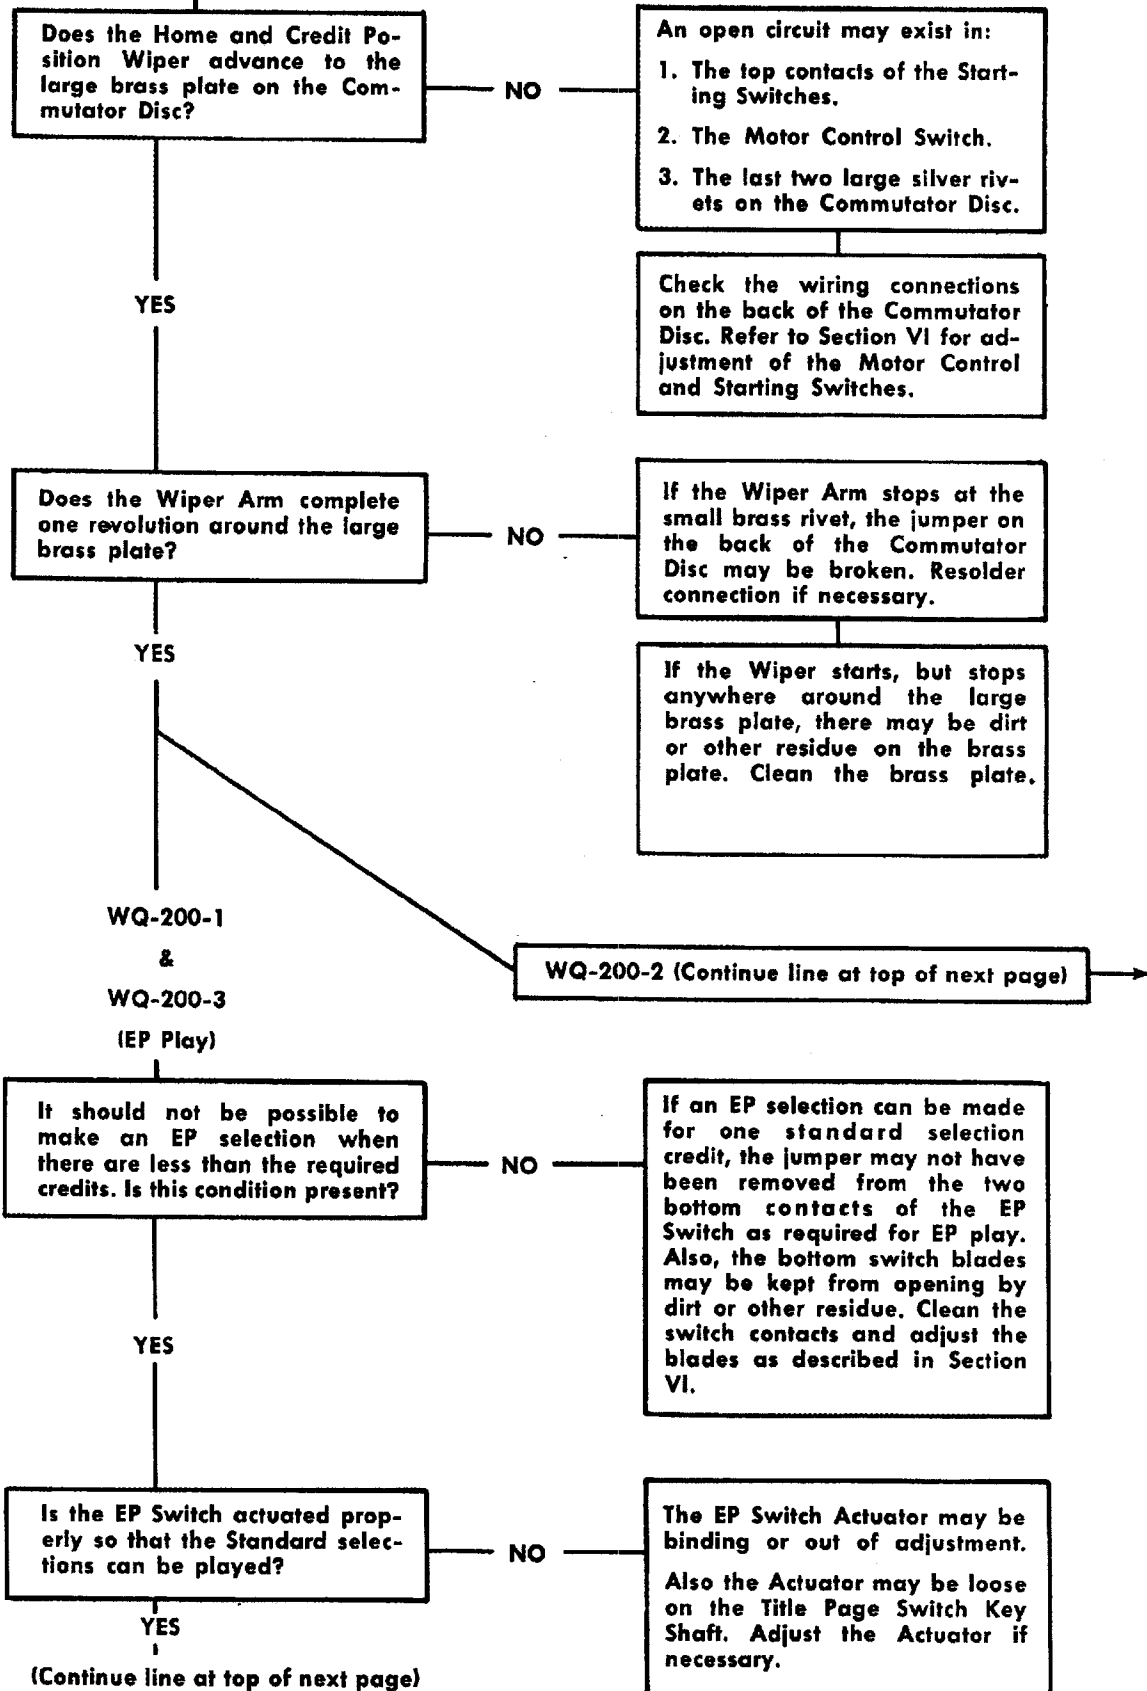 Does the Home and Credit Po-
sition Wiper advance to the
large brass plate on the Com-
mutator Disc?
NO
An open circuit may exist in:
1. The top contacts of the Start-
ing Switches.
2. The Motor Control Switch.
3. The last two large silver riv-
ets on the Commutator Disc.
Check the wiring connections
on the back of the Commutator
Disc. Refer to Section VI for ad-
justment of the Motor Control
and Starting Switches.
YES
Does the Wiper Arm complete
one revolution around the large
brass plate?
NO
If the Wiper Arm stops at the
small brass rivet, the jumper on
the back of the Commutator
Disc may be broken. Resolder
connection if necessary.
If the Wiper starts, but stops
anywhere around the large
brass plate, there may be dirt
or other residue on the brass
plate. Clean the brass plate.
YES
WQ-200-1
&
WQ-200-3
(EP Play)
WQ-200-2 (Continue line at top of next page)
It should not be possible to
make an EP selection when
there are less than the required
credits. Is this condition present?
NO
If an EP selection can be made
for one standard selection
credit, the jumper may not have
been removed from the two
bottom contacts of the EP
Switch as required for EP play.
Also, the bottom switch blades
may be kept from opening by
dirt or other residue. Clean the
switch contacts and adjust the
blades as described in Section
VI.
YES
Is the EP Switch actuated prop-
erly so that the Standard selec-
tions can be played?
NO
The EP Switch Actuator may be
binding or out of adjustment.
Also the Actuator may be loose
on the Title Page Switch Key
Shaft. Adjust the Actuator if
necessary.
YES
(Continue line at top of next page)